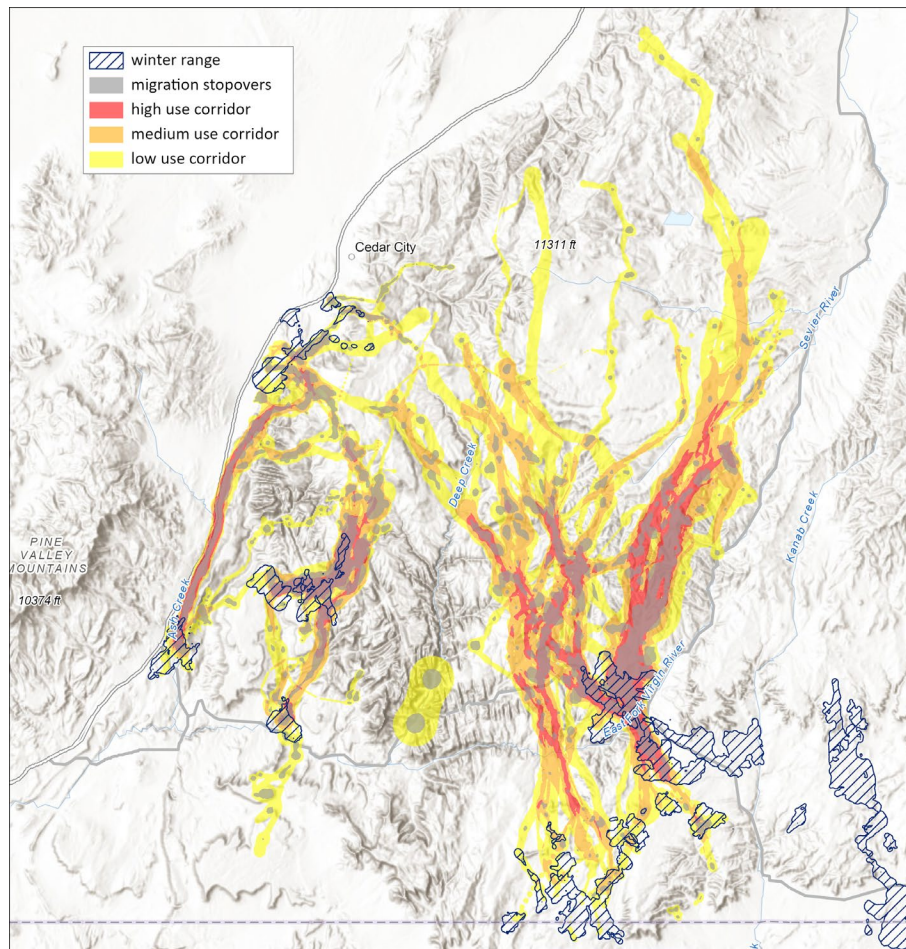 winter range
migration stopovers
high use corridor
medium use corridor
low use corridor
Cedar City
11311 ft
Sevier River
Deep Creek
Kanab Creek
PINE
VALLEY
MOUNTAINS
10374 ft
Ash Creek
East Fork Virgin River